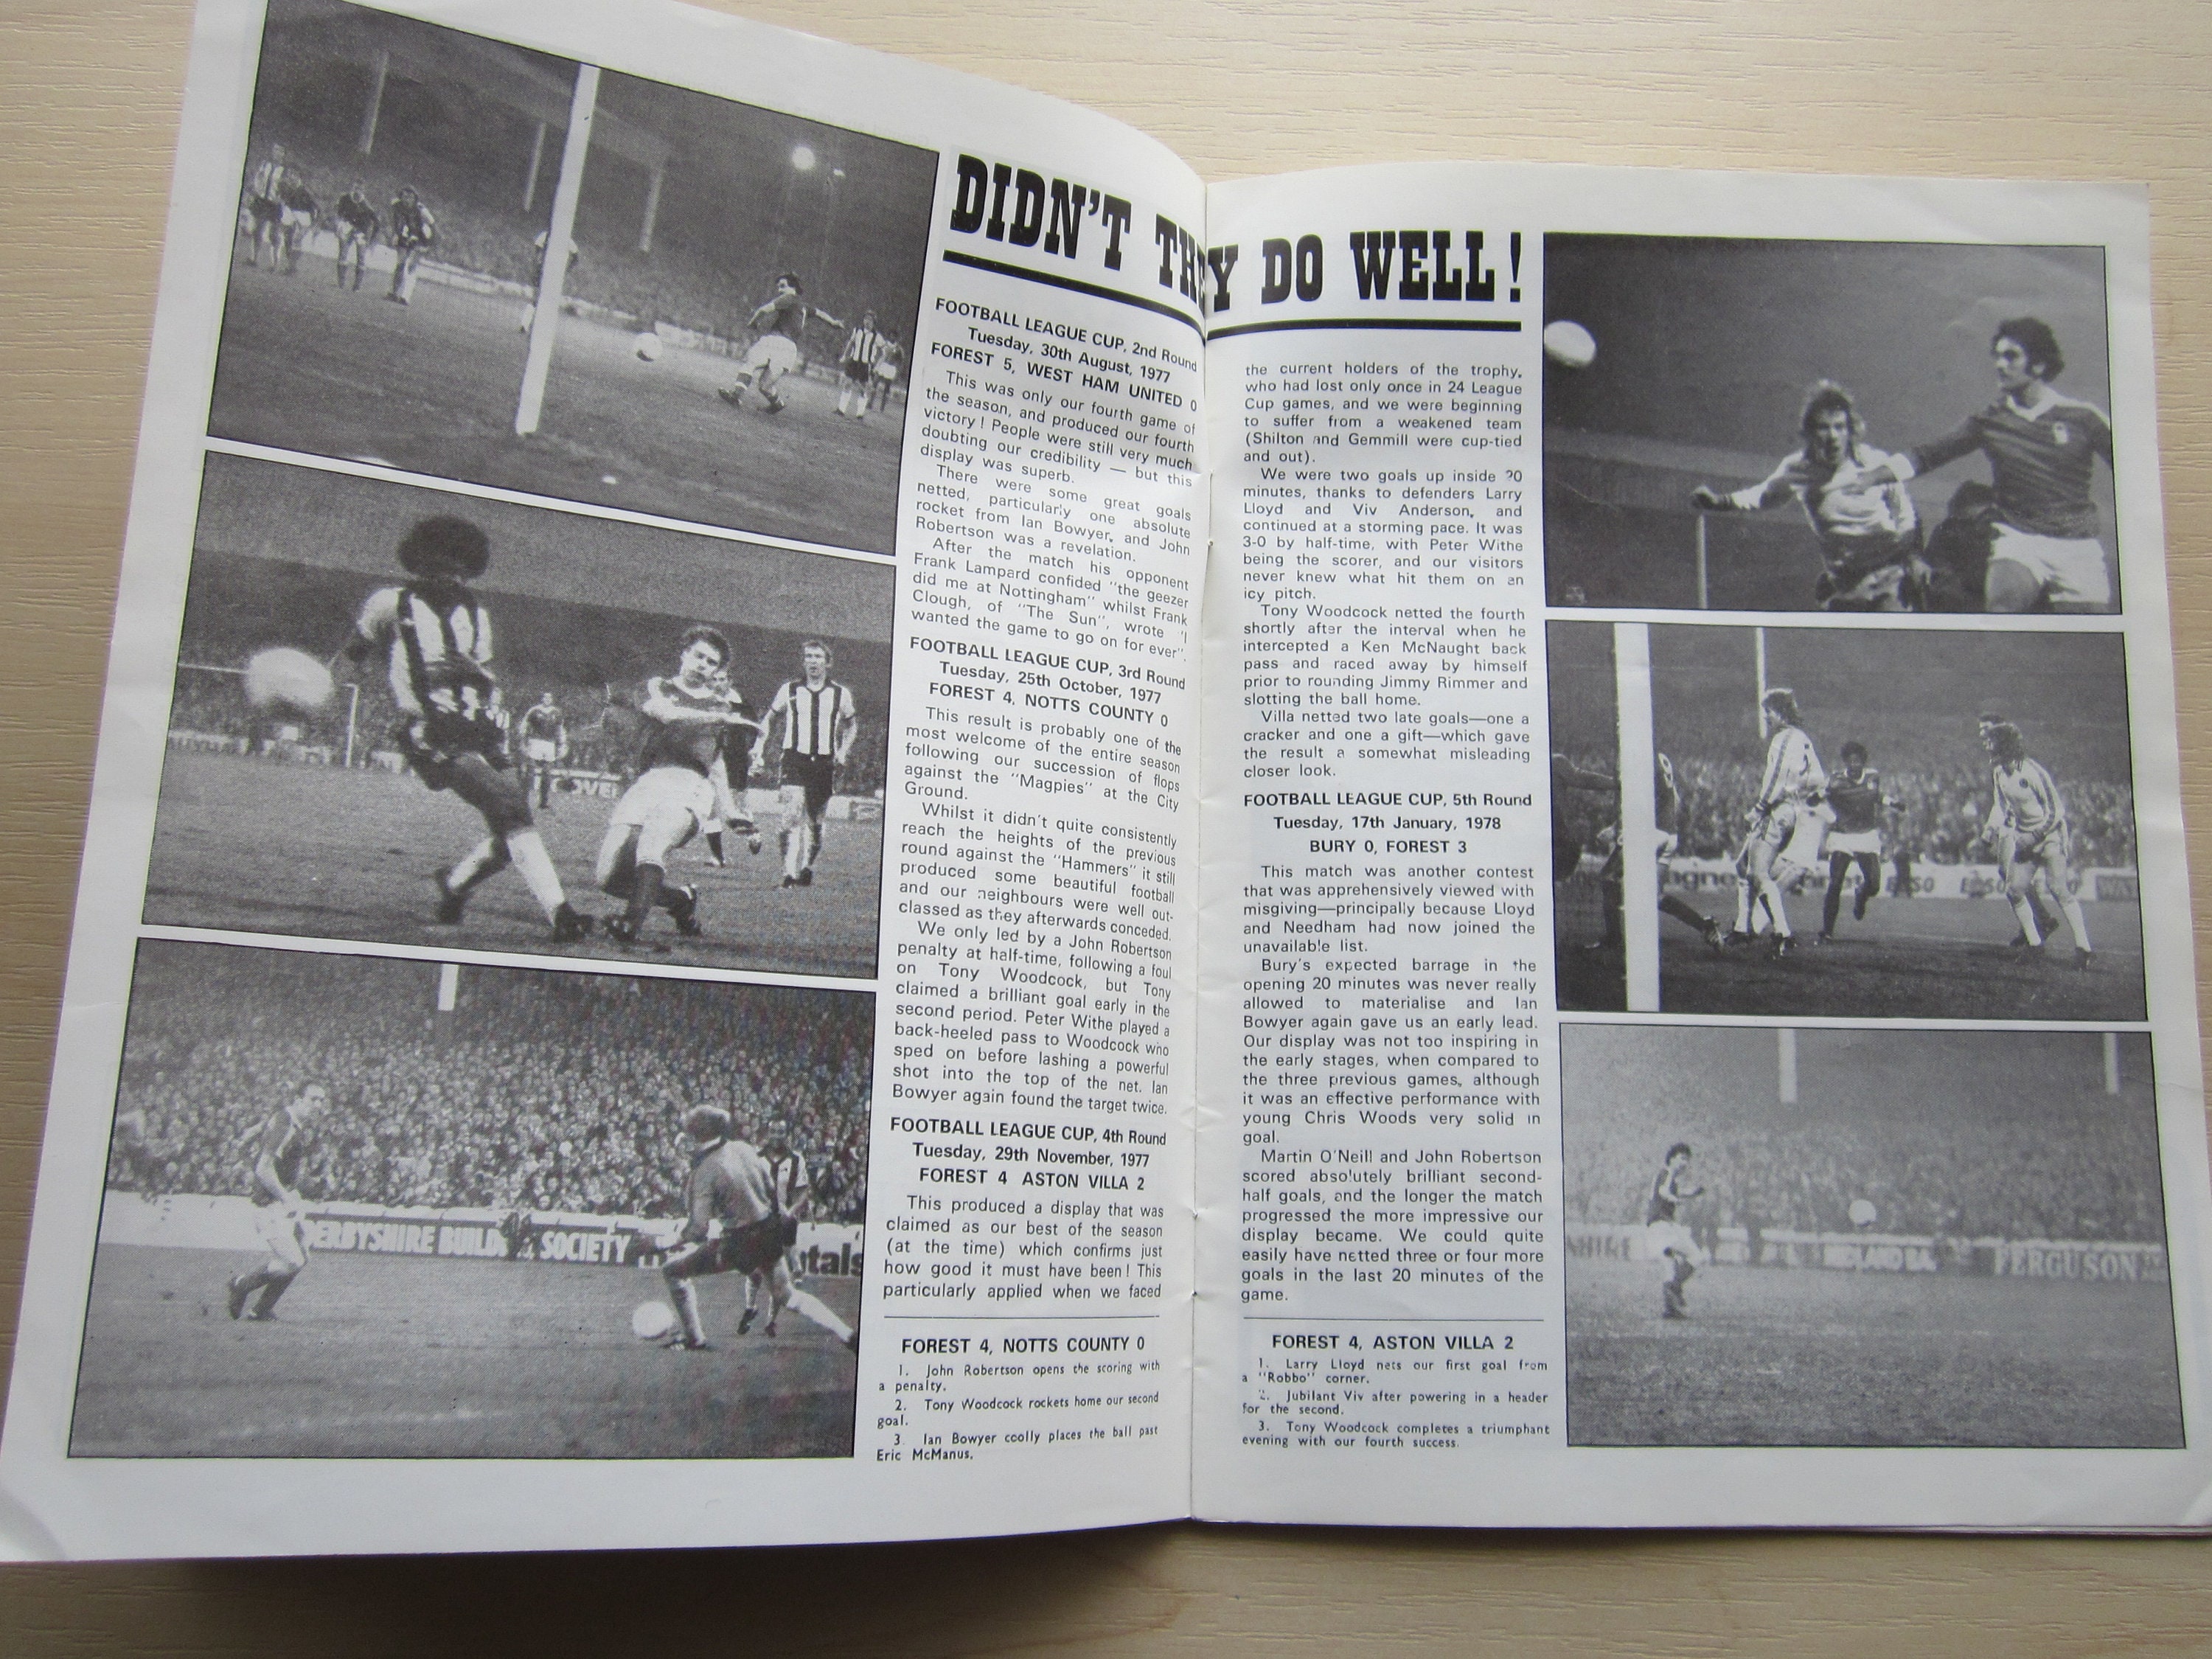 DIDN'T THEY DO WELL!
FOOTBALL LEAGUE CUP, 2nd Round
Tuesday, 30th August, 1977
FOREST 5, WEST HAM UNITED 0
This was only our fourth game of
the season, and produced our fourth
victory! People were still very much
doubting our credibility — but this
display was superb.
There were some great goals
netted, particularly one absolute
rocket from Ian Bowyer, and John
Robertson was a revelation.
After the match his opponent
Frank Lampard confided "the geezer
did me at Nottingham" whilst Frank
Clough, of "The Sun", wrote 'I
wanted the game to go on for ever".
FOOTBALL LEAGUE CUP, 3rd Round
Tuesday, 25th October, 1977
FOREST 4, NOTTS COUNTY 0
This result is probably one of the
most welcome of the entire season
following our succession of flops
against the "Magpies" at the City
Ground.
Whilst it didn't quite consistently
reach the heights of the previous
round against the "Hammers" it still
produced some beautiful football
and our neighbours were well out-
classed as they afterwards conceded.
We only led by a John Robertson
penalty at half-time, following a foul
on Tony Woodcock, but Tony
claimed a brilliant goal early in the
second period. Peter Withe played a
back-heeled pass to Woodcock who
sped on before lashing a powerful
shot into the top of the net. Ian
Bowyer again found the target twice.
FOOTBALL LEAGUE CUP, 4th Round
Tuesday, 29th November, 1977
FOREST 4 ASTON VILLA 2
This produced a display that was
claimed as our best of the season
(at the time) which confirms just
how good it must have been! This
particularly applied when we faced
FOREST 4, NOTTS COUNTY 0
1. John Robertson opens the scoring with
a penalty.
2. Tony Woodcock rockets home our second
goal.
3. Ian Bowyer coolly places the ball past
Eric McManus.
the current holders of the trophy,
who had lost only once in 24 League
Cup games, and we were beginning
to suffer from a weakened team
(Shilton and Gemmill were cup-tied
and out).
We were two goals up inside 20
minutes, thanks to defenders Larry
Lloyd and Viv Anderson, and
continued at a storming pace. It was
3-0 by half-time, with Peter Withe
being the scorer, and our visitors
never knew what hit them on an
icy pitch.
Tony Woodcock netted the fourth
shortly after the interval when he
intercepted a Ken McNaught back
pass and raced away by himself
prior to rounding Jimmy Rimmer and
slotting the ball home.
Villa netted two late goals—one a
cracker and one a gift—which gave
the result a somewhat misleading
closer look.
FOOTBALL LEAGUE CUP, 5th Round
Tuesday, 17th January, 1978
BURY 0, FOREST 3
This match was another contest
that was apprehensively viewed with
misgiving—principally because Lloyd
and Needham had now joined the
unavailable list.
Bury's expected barrage in the
opening 20 minutes was never really
allowed to materialise and Ian
Bowyer again gave us an early lead.
Our display was not too inspiring in
the early stages, when compared to
the three previous games, although
it was an effective performance with
young Chris Woods very solid in
goal.
Martin O'Neill and John Robertson
scored absolutely brilliant second-
half goals, and the longer the match
progressed the more impressive our
display became. We could quite
easily have netted three or four more
goals in the last 20 minutes of the
game.
FOREST 4, ASTON VILLA 2
1. Larry Lloyd nets our first goal from
a "Robbo" corner.
2. Jubilant Viv after powering in a header
for the second.
3. Tony Woodcock completes a triumphant
evening with our fourth success.
DERBYSHIRE BUILD SOCIETY
tals
ESSO
FERGUSON